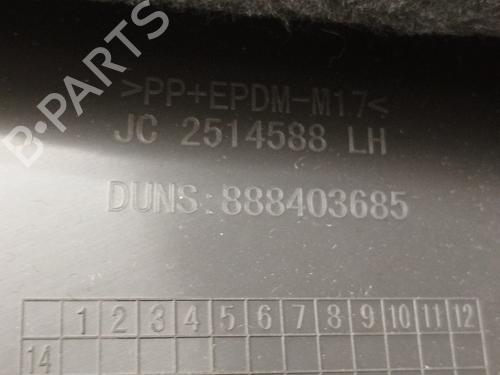 >PP+EPDM-M17<
JC 2514588 LH
DUNS:888403685
1 2 3 4 5 6 7 8 9 10 11 12
14
B-PARTS